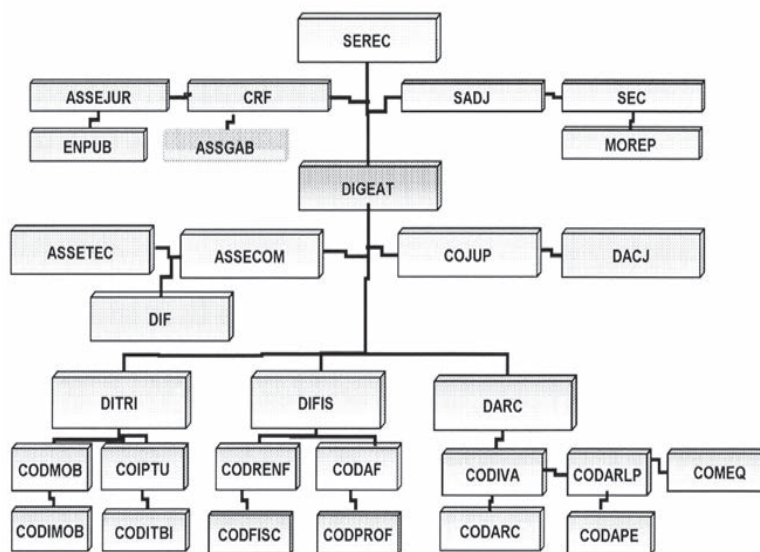 SEREC
ASSEJUR
CRF
SADJ
SEC
ENPUB
ASSGAB
MOREP
DIGEAT
ASSETEC
ASSECOM
COJUP
DACJ
DIF
DITRI
DIFIS
DARC
CODMOB
COIPTU
CODRENF
CODAF
CODIVA
CODARLP
COMEQ
CODIMOB
CODITBI
CODFISC
CODPROF
CODARC
CODAPE